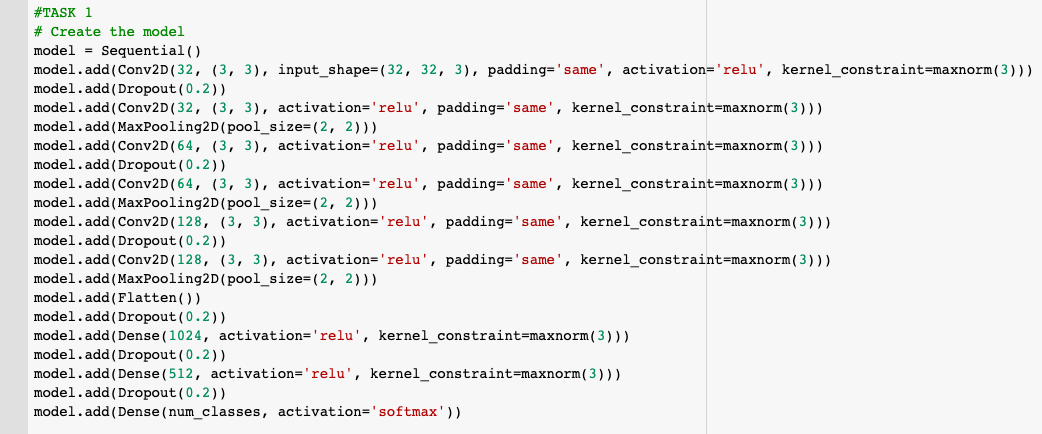 #TASK 1
# Create the model
model = Sequential()
model.add(Conv2D(32, (3, 3), input_shape=(32, 32, 3), padding='same', activation='relu', kernel_constraint=maxnorm(3)))
model.add(Dropout(0.2))
model.add(Conv2D(32, (3, 3), activation='relu', padding='same', kernel_constraint=maxnorm(3)))
model.add(MaxPooling2D(pool_size=(2, 2)))
model.add(Conv2D(64, (3, 3), activation='relu', padding='same', kernel_constraint=maxnorm(3)))
model.add(Dropout(0.2))
model.add(Conv2D(64, (3, 3), activation='relu', padding='same', kernel_constraint=maxnorm(3)))
model.add(MaxPooling2D(pool_size=(2, 2)))
model.add(Conv2D(128, (3, 3), activation='relu', padding='same', kernel_constraint=maxnorm(3)))
model.add(Dropout(0.2))
model.add(Conv2D(128, (3, 3), activation='relu', padding='same', kernel_constraint=maxnorm(3)))
model.add(MaxPooling2D(pool_size=(2, 2)))
model.add(Flatten())
model.add(Dropout(0.2))
model.add(Dense(1024, activation='relu', kernel_constraint=maxnorm(3)))
model.add(Dropout(0.2))
model.add(Dense(512, activation='relu', kernel_constraint=maxnorm(3)))
model.add(Dropout(0.2))
model.add(Dense(num_classes, activation='softmax'))